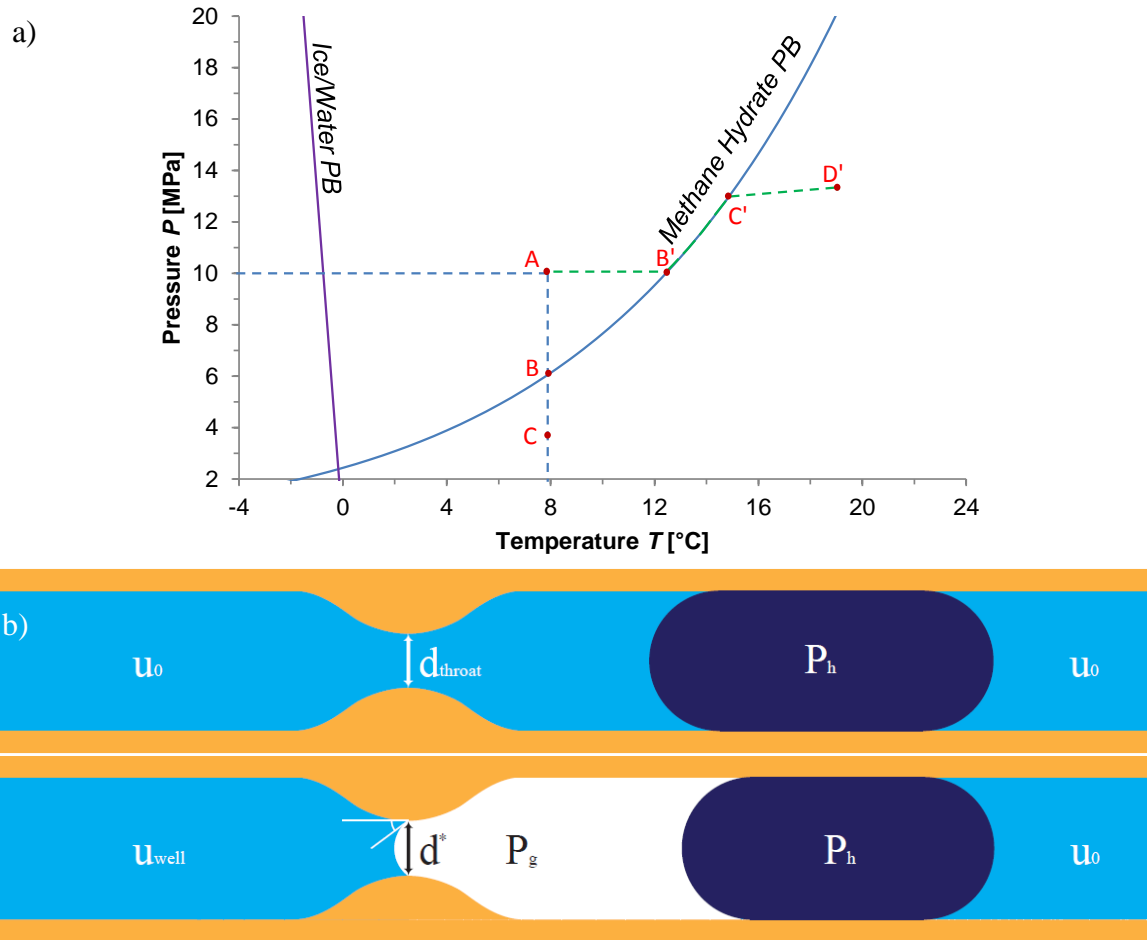 a)
20
18
16
14
12
10
8
6
4
2
Pressure P [MPa]
Ice/Water PB
Methane Hydrate PB
A
B'
C'
D'
B
C
-4 0 4 8 12 16 20 24
Temperature T [°C]
b)
u₀ dthroat Pₕ u₀
uwell d* Pg Pₕ u₀